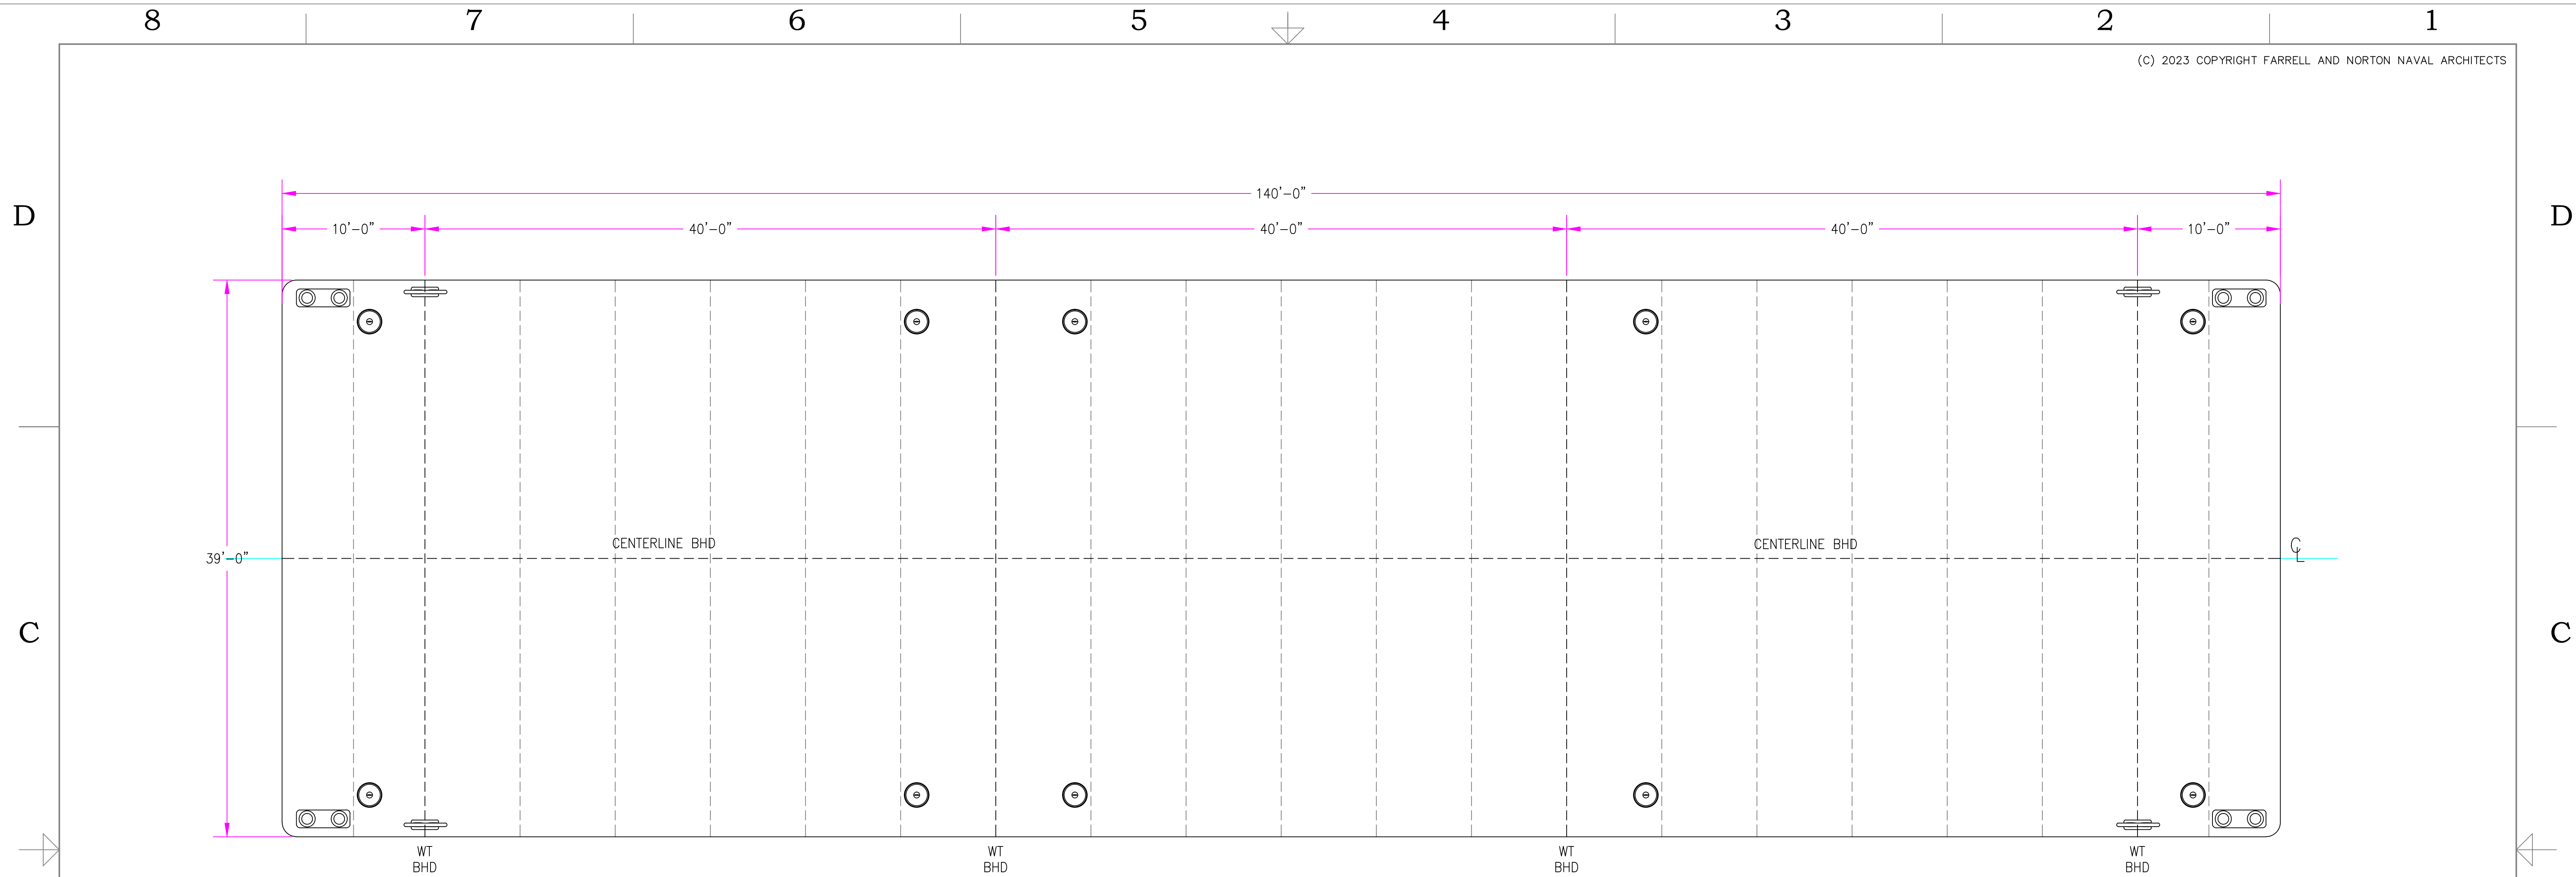 8 7 6 5 4 3 2 1
(C) 2023 COPYRIGHT FARRELL AND NORTON NAVAL ARCHITECTS
140'-0"
D D
10'-0" 40'-0" 40'-0" 40'-0" 10'-0"
CENTERLINE BHD CENTERLINE BHD
39'-0" CL
C C
WT WT WT WT
BHD BHD BHD BHD